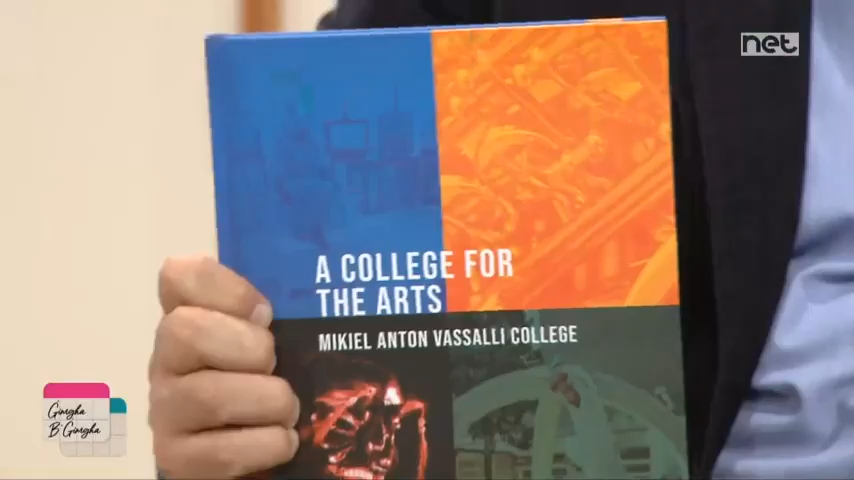 net
A COLLEGE FOR
THE ARTS
MIKIEL ANTON VASSALLI COLLEGE
Ġimgħa
B'Ġimgħa